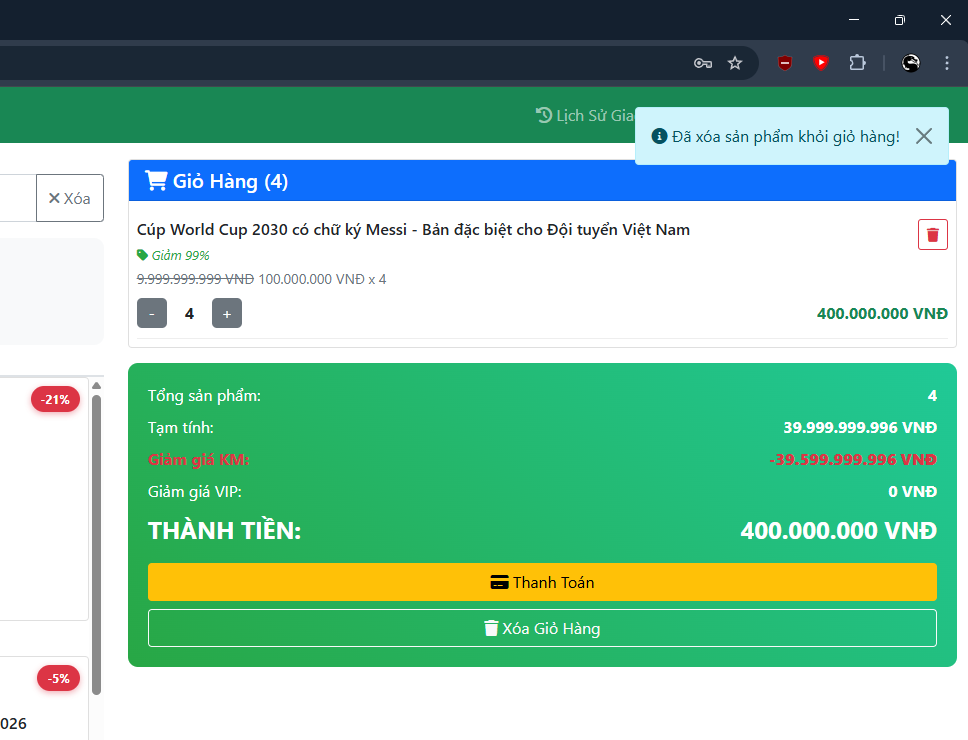 Lịch Sử Gia
Đã xóa sản phẩm khỏi giỏ hàng!
Xóa
Giỏ Hàng (4)
Cúp World Cup 2030 có chữ ký Messi - Bản đặc biệt cho Đội tuyển Việt Nam
Giảm 99%
9.999.999.999 VNĐ 100.000.000 VNĐ x 4
- 4 + 400.000.000 VNĐ
-21%
Tổng sản phẩm: 4
Tạm tính: 39.999.999.996 VNĐ
Giảm giá KM: -39.599.999.996 VNĐ
Giảm giá VIP: 0 VNĐ
THÀNH TIỀN: 400.000.000 VNĐ
Thanh Toán
Xóa Giỏ Hàng
-5%
026